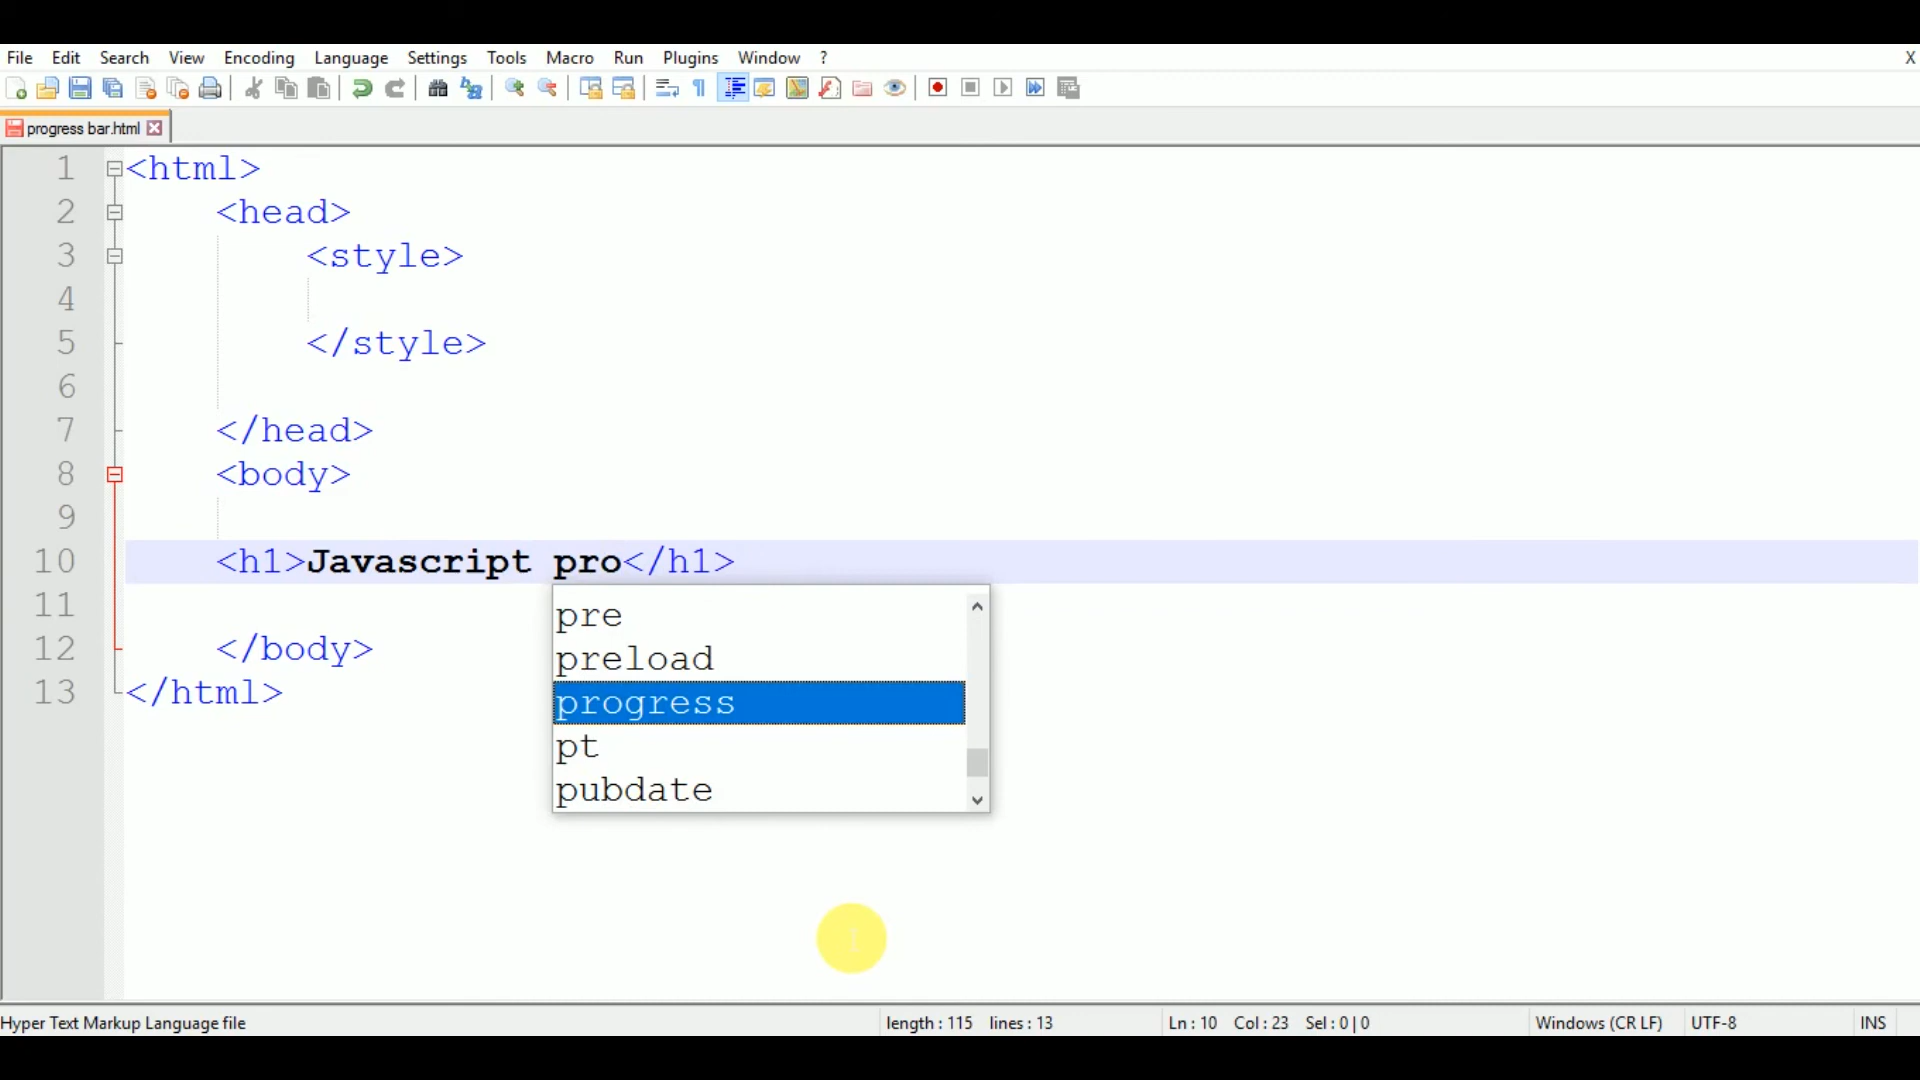 File Edit Search View Encoding Language Settings Tools Macro Run Plugins Window ? X
progress bar.html
1 <html>
2 <head>
3 <style>
4
5 </style>
6
7 </head>
8 <body>
9
10 <h1>Javascript pro</h1>
11
12 </body>
13 </html>
pre
preload
progress
pt
pubdate
Hyper Text Markup Language file length : 115 lines : 13 Ln : 10 Col : 23 Sel : 0 | 0 Windows (CR LF) UTF-8 INS